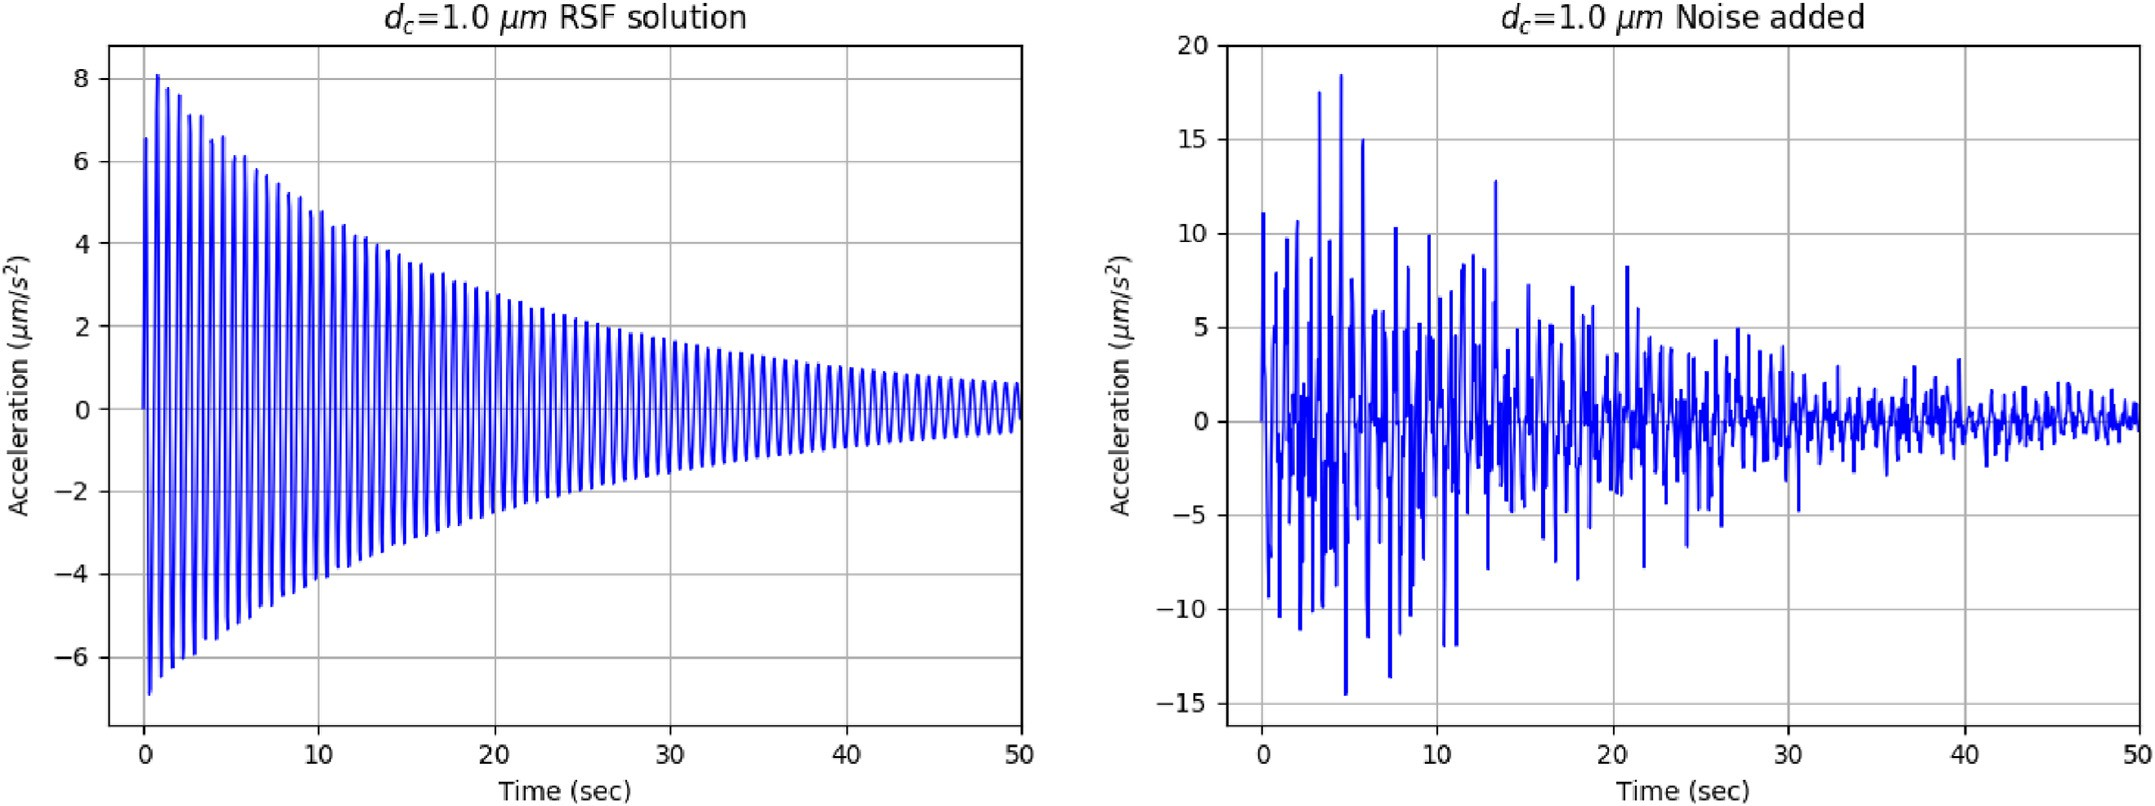 d_c=1.0 μm RSF solution
8
6
4
2
0
−2
−4
−6
Acceleration (μm/s²)
0 10 20 30 40 50
Time (sec)
d_c=1.0 μm Noise added
20
15
10
5
0
−5
−10
−15
Acceleration (μm/s²)
0 10 20 30 40 50
Time (sec)